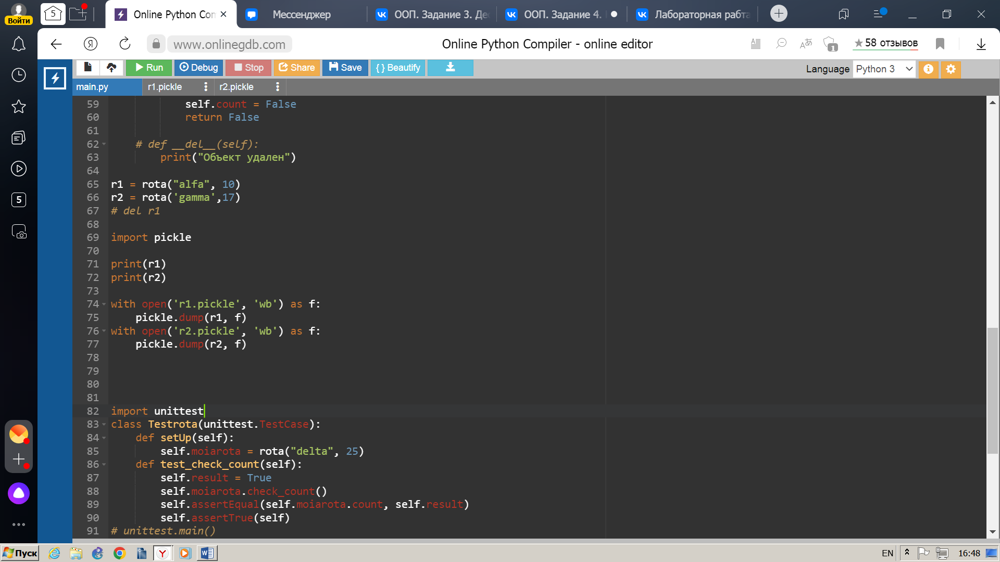 5
Online Python Con
Мессенджер
ООП. Задание 3. Де
ООП. Задание 4.
Лабораторная рабта
Войти
Я
www.onlinegdb.com
Online Python Compiler - online editor
1
58 отзывов
Run
Debug
Stop
Share
Save
{ } Beautify
Language
Python 3
main.py
r1.pickle
r2.pickle
59             self.count = False
60             return False
61
62     # def __del__(self):
63         print("Объект удален")
64
65 r1 = rota("alfa", 10)
66 r2 = rota('gamma',17)
67 # del r1
68
69 import pickle
70
71 print(r1)
72 print(r2)
73
74 with open('r1.pickle', 'wb') as f:
75     pickle.dump(r1, f)
76 with open('r2.pickle', 'wb') as f:
77     pickle.dump(r2, f)
78
79
80
81
82 import unittest
83 class Testrota(unittest.TestCase):
84     def setUp(self):
85         self.moiarota = rota("delta", 25)
86     def test_check_count(self):
87         self.result = True
88         self.moiarota.check_count()
89         self.assertEqual(self.moiarota.count, self.result)
90         self.assertTrue(self)
91 # unittest.main()
5
Пуск
EN
16:48